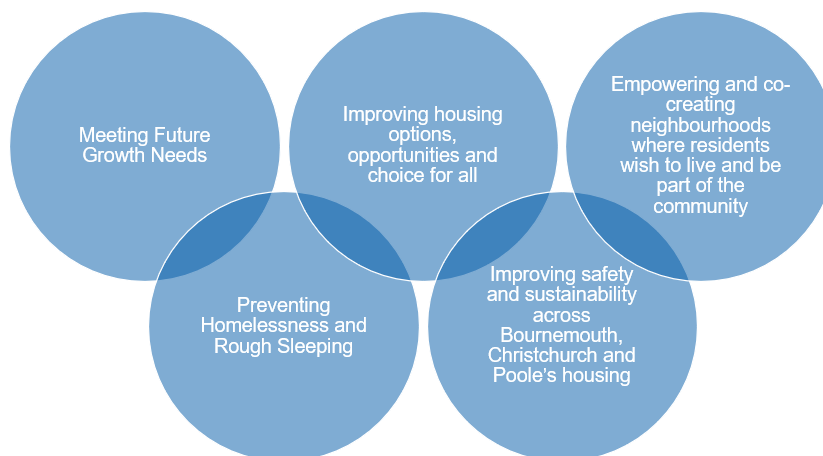 Meeting Future
Growth Needs
Improving housing
options,
opportunities and
choice for all
Empowering and co-
creating
neighbourhoods
where residents
wish to live and be
part of the
community
Preventing
Homelessness and
Rough Sleeping
Improving safety
and sustainability
across
Bournemouth,
Christchurch and
Poole's housing